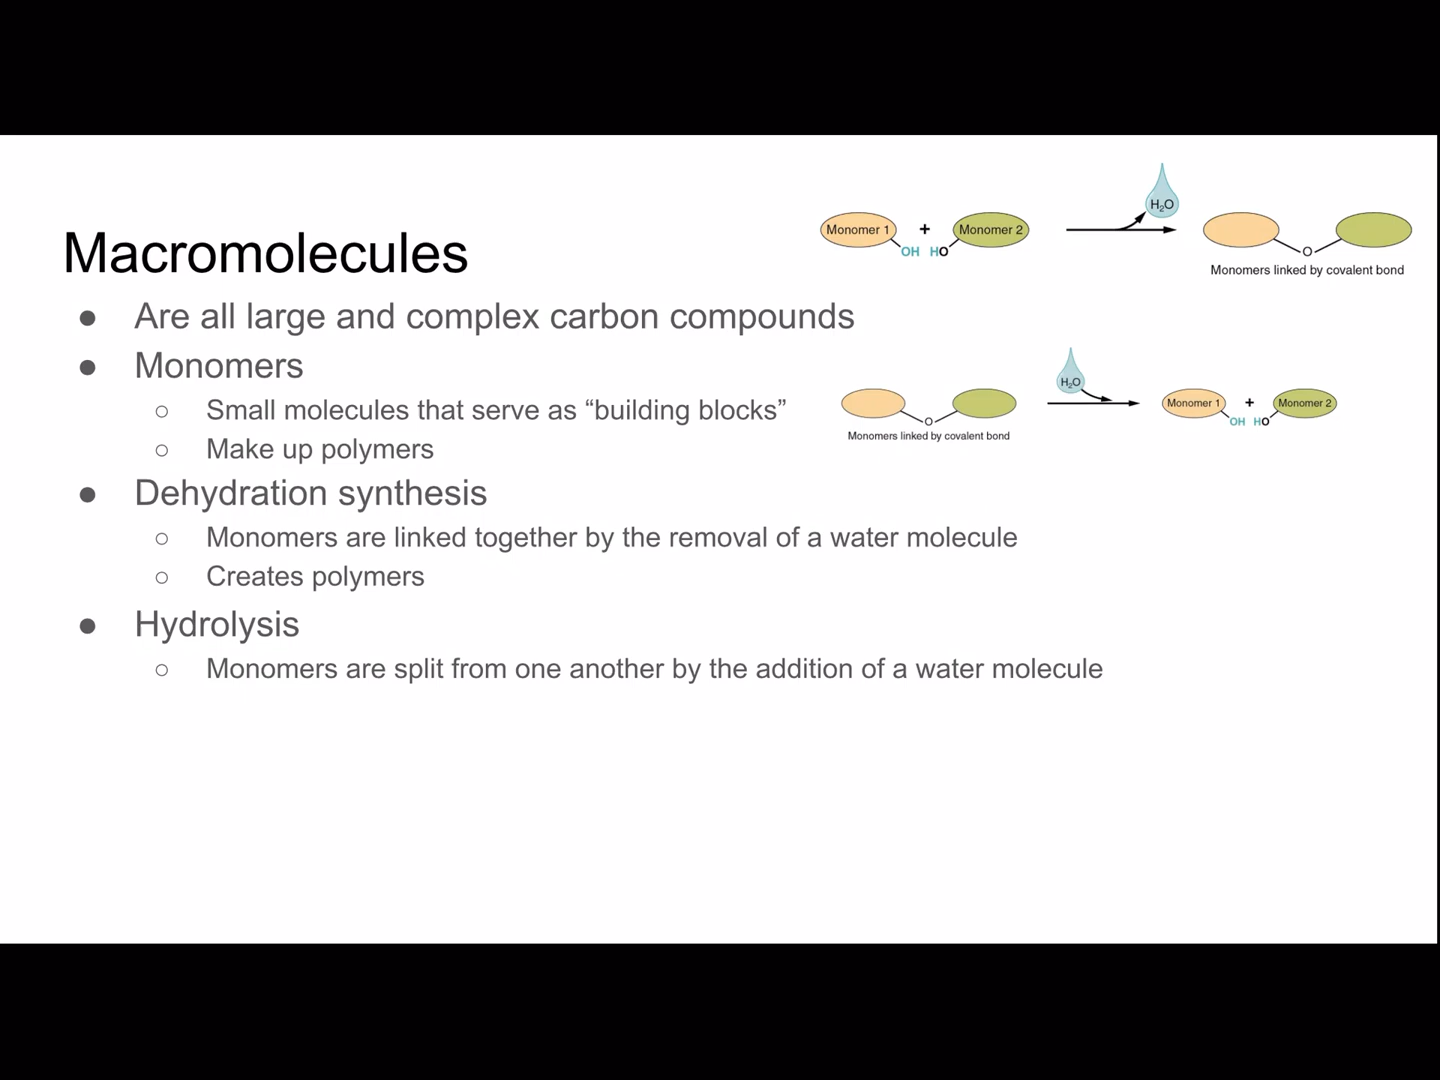 Macromolecules
● Are all large and complex carbon compounds
● Monomers
○ Small molecules that serve as “building blocks”
○ Make up polymers
● Dehydration synthesis
○ Monomers are linked together by the removal of a water molecule
○ Creates polymers
● Hydrolysis
○ Monomers are split from one another by the addition of a water molecule
H₂O
Monomer 1 + Monomer 2
OH HO
O
Monomers linked by covalent bond
H₂O
O
Monomers linked by covalent bond
Monomer 1 + Monomer 2
OH HO